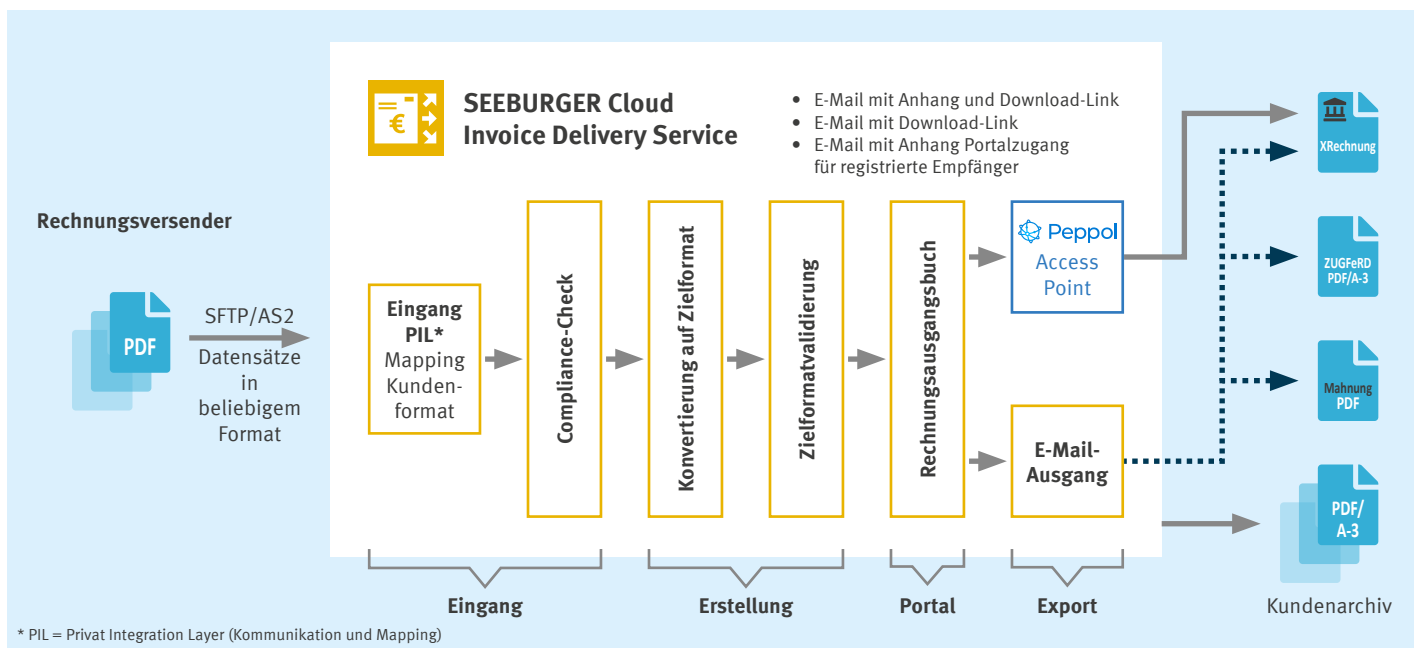 SEEBURGER Cloud
Invoice Delivery Service
• E-Mail mit Anhang und Download-Link
• E-Mail mit Download-Link
• E-Mail mit Anhang Portalzugang
für registrierte Empfänger
Rechnungsversender
PDF
SFTP/AS2
Datensätze
in
beliebigem
Format
Eingang
PIL*
Mapping
Kunden-
format
Compliance-Check
Konvertierung auf Zielformat
Zielformatvalidierung
Rechnungsausgangsbuch
Peppol
Access
Point
E-Mail-
Ausgang
XRechnung
ZUGFeRD
PDF/A-3
Mahnung
PDF
PDF/
A-3
Kundenarchiv
Eingang
Erstellung
Portal
Export
* PIL = Privat Integration Layer (Kommunikation und Mapping)